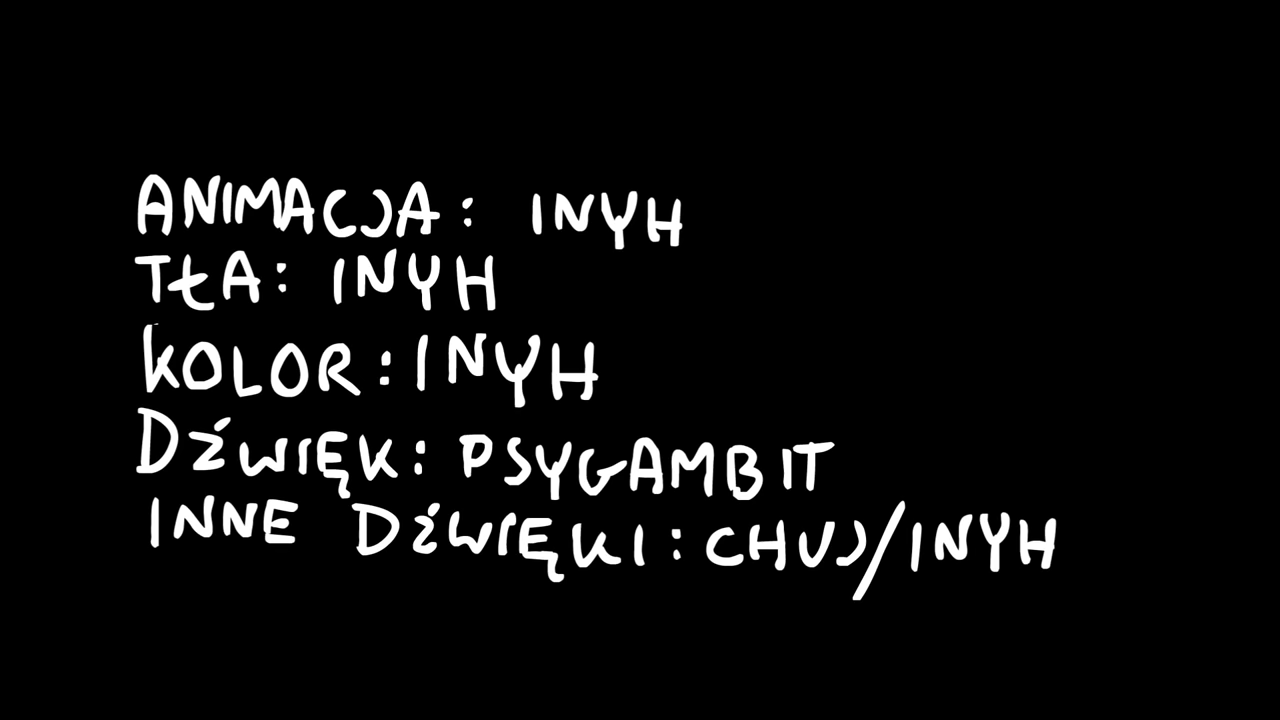 ANIMACJA: INYH
TŁA: INYH
KOLOR: INYH
DŹWIĘK: PSYGAMBIT
INNE DŹWIĘKI: CHUJ/INYH